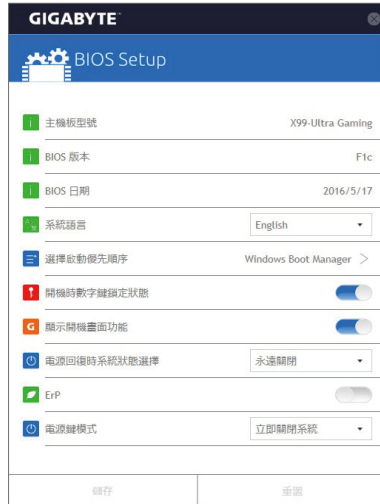 GIGABYTE™
BIOS Setup
主機板型號 X99-Ultra Gaming
BIOS 版本 F1c
BIOS 日期 2016/5/17
系統語言 English
選擇啟動優先順序 Windows Boot Manager >
開機時數字鍵鎖定狀態
顯示開機畫面功能
電源回復時系統狀態選擇 永遠關閉
ErP
電源鍵模式 立即關閉系統
儲存 重置